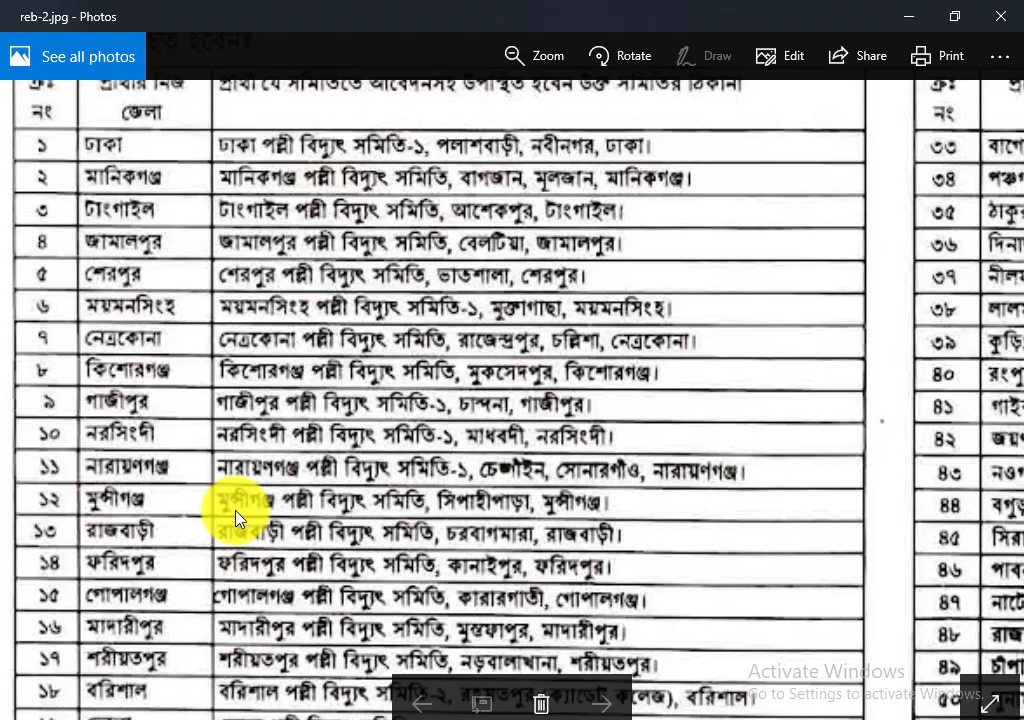 reb-2.jpg - Photos
See all photos
Zoom
Rotate
Draw
Edit
Share
Print
হবেন।
ক্রঃ প্রার্থীর নিজ প্রার্থী যে সমিতিতে আবেদনসহ উপস্থিত হবেন উক্ত সমিতির ঠিকানা ক্রঃ
নং জেলা নং
১ ঢাকা ঢাকা পল্লী বিদ্যুৎ সমিতি-১, পলাশবাড়ী, নবীনগর, ঢাকা। ৩৩ বাগে
২ মানিকগঞ্জ মানিকগঞ্জ পল্লী বিদ্যুৎ সমিতি, বাগজান, মূলজান, মানিকগঞ্জ। ৩৪ পঞ্চগ
৩ টাংগাইল টাংগাইল পল্লী বিদ্যুৎ সমিতি, আশেকপুর, টাংগাইল। ৩৫ ঠাকু
৪ জামালপুর জামালপুর পল্লী বিদ্যুৎ সমিতি, বেলটিয়া, জামালপুর। ৩৬ দিনা
৫ শেরপুর শেরপুর পল্লী বিদ্যুৎ সমিতি, ভাতশালা, শেরপুর। ৩৭ নীল
৬ ময়মনসিংহ ময়মনসিংহ পল্লী বিদ্যুৎ সমিতি-১, মুক্তাগাছা, ময়মনসিংহ। ৩৮ লাল
৭ নেত্রকোনা নেত্রকোনা পল্লী বিদ্যুৎ সমিতি, রাজেন্দ্রপুর, চল্লিশা, নেত্রকোনা। ৩৯ কুড়ি
৮ কিশোরগঞ্জ কিশোরগঞ্জ পল্লী বিদ্যুৎ সমিতি, মুকসেদপুর, কিশোরগঞ্জ। ৪০ রংপু
৯ গাজীপুর গাজীপুর পল্লী বিদ্যুৎ সমিতি-১, চান্দনা, গাজীপুর। ৪১ গাই
১০ নরসিংদী নরসিংদী পল্লী বিদ্যুৎ সমিতি-১, মাধবদী, নরসিংদী। ৪২ জয়
১১ নারায়ণগঞ্জ নারায়ণগঞ্জ পল্লী বিদ্যুৎ সমিতি-১, সোনারগাঁও, নারায়ণগঞ্জ। ৪৩ নওগ
১২ মুন্সীগঞ্জ মুন্সীগঞ্জ পল্লী বিদ্যুৎ সমিতি, সিপাহীপাড়া, মুন্সীগঞ্জ। ৪৪ বগু
১৩ রাজবাড়ী রাজবাড়ী পল্লী বিদ্যুৎ সমিতি, চরবাগমারা, রাজবাড়ী। ৪৫ সিরা
১৪ ফরিদপুর ফরিদপুর পল্লী বিদ্যুৎ সমিতি, কানাইপুর, ফরিদপুর। ৪৬ পাব
১৫ গোপালগঞ্জ গোপালগঞ্জ পল্লী বিদ্যুৎ সমিতি, কারারগাতী, গোপালগঞ্জ। ৪৭ নাটে
১৬ মাদারীপুর মাদারীপুর পল্লী বিদ্যুৎ সমিতি, মুস্তফাপুর, মাদারীপুর। ৪৮ রাজ
১৭ শরীয়তপুর শরীয়তপুর পল্লী বিদ্যুৎ সমিতি, নড়বালাখানা, শরীয়তপুর। ৪৯ চাঁপা
১৮ বরিশাল বরিশাল পল্লী বিদ্যুৎ সমিতি-২, (ক্যাডেট কলেজ), বরিশাল। ৫০
Activate Windows
Go to Settings to activate Windows.